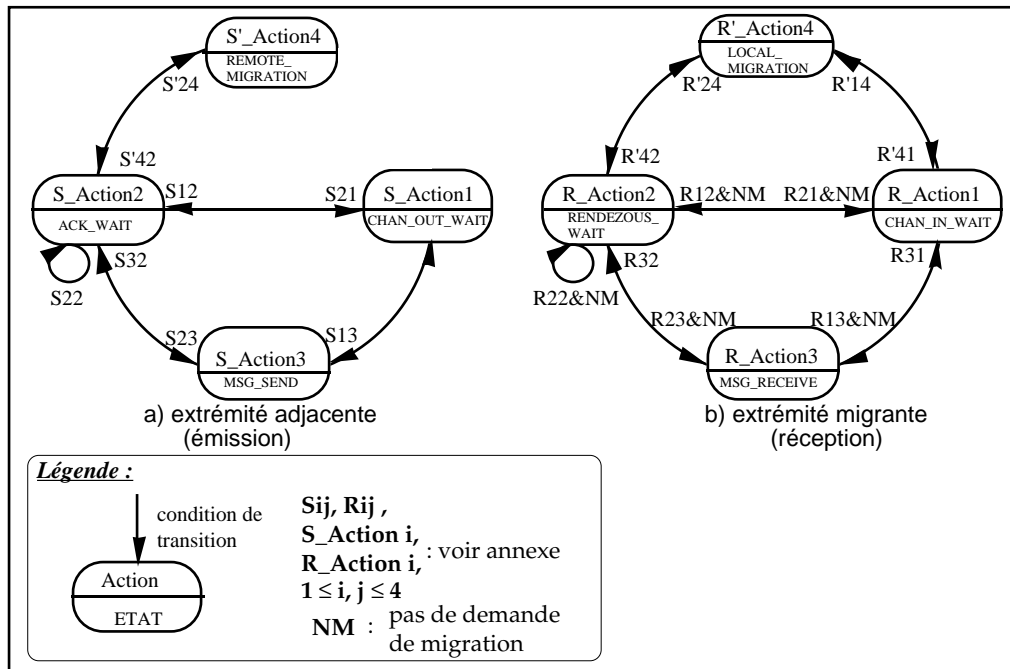 S'_Action4
REMOTE_
MIGRATION
S'24
S'42
S_Action2
ACK_WAIT
S12
S21
S_Action1
CHAN_OUT_WAIT
S32
S22
S23
S13
S_Action3
MSG_SEND
a) extrémité adjacente
(émission)
R'_Action4
LOCAL_
MIGRATION
R'24
R'14
R'42
R'41
R_Action2
RENDEZOUS_
WAIT
R12&NM
R21&NM
R_Action1
CHAN_IN_WAIT
R32
R31
R22&NM
R23&NM
R13&NM
R_Action3
MSG_RECEIVE
b) extrémité migrante
(réception)
Légende :
condition de
transition
Action
ETAT
Sij, Rij ,
S_Action i,
R_Action i,
1 ≤ i, j ≤ 4
: voir annexe
NM : pas de demande
de migration